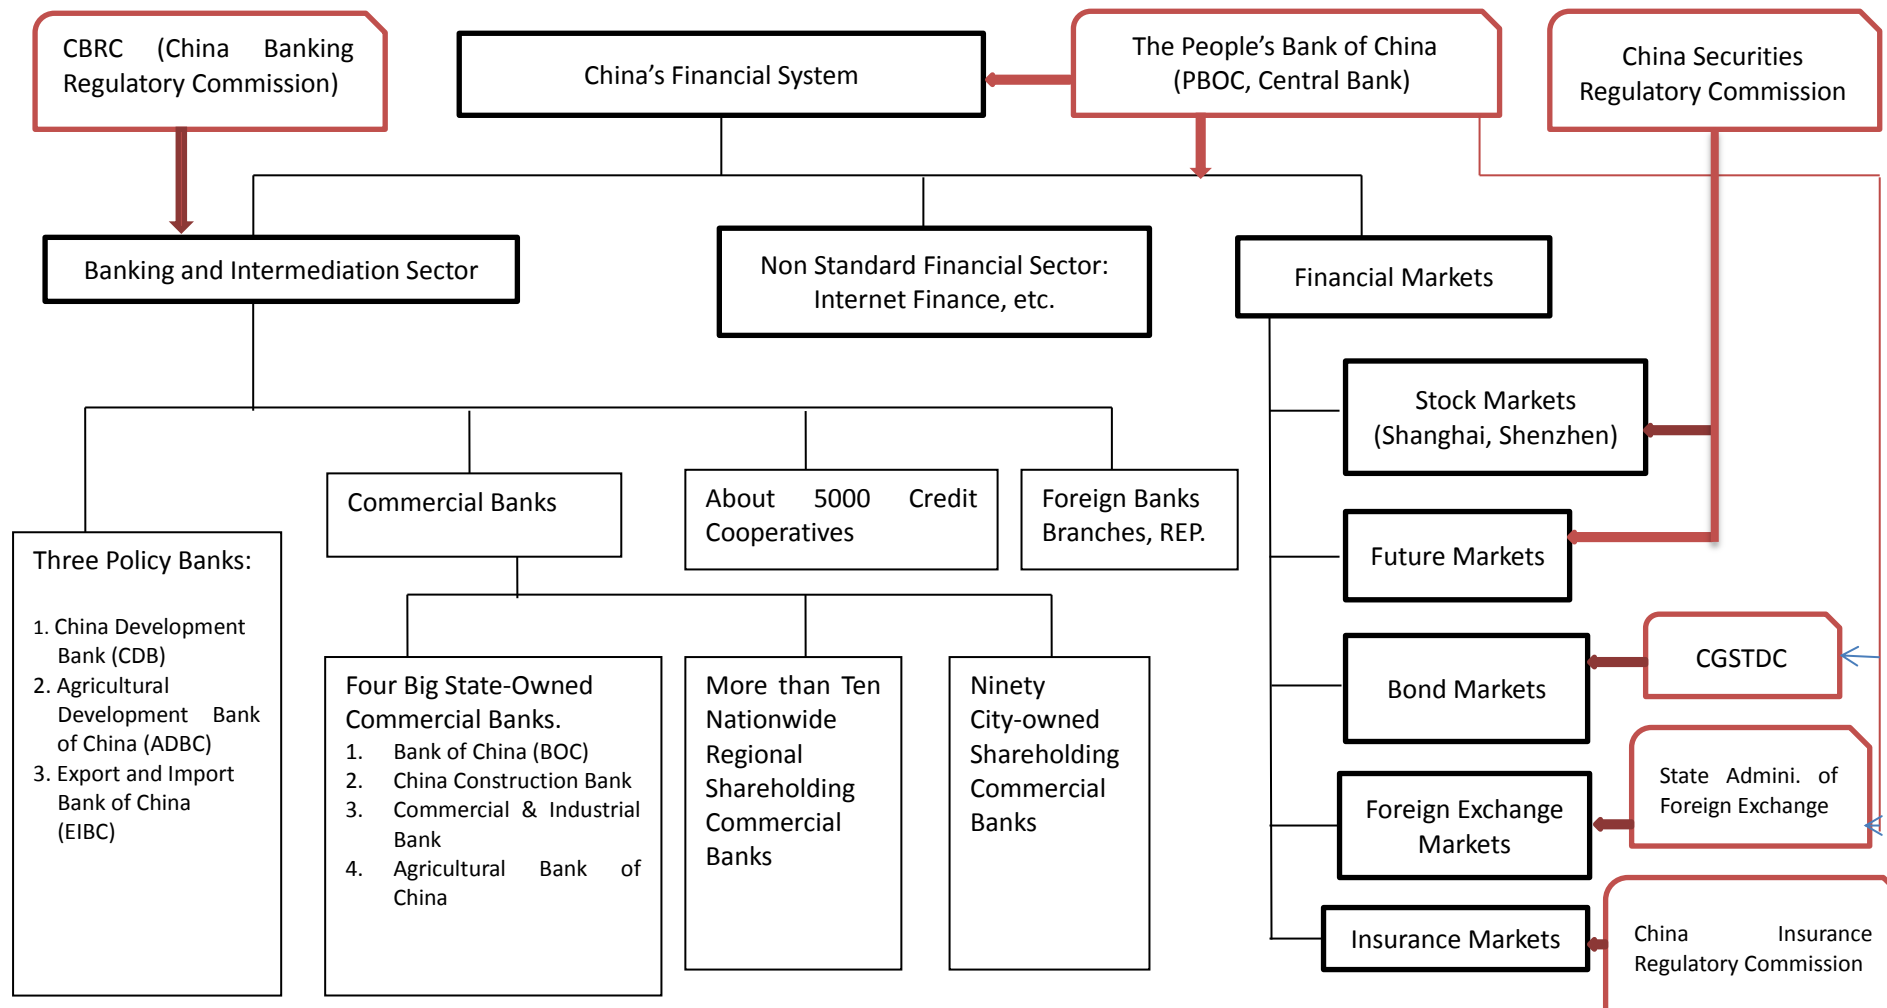 CBRC (China Banking
Regulatory Commission)
China's Financial System
The People's Bank of China
(PBOC, Central Bank)
China Securities
Regulatory Commission
Banking and Intermediation Sector
Non Standard Financial Sector:
Internet Finance, etc.
Financial Markets
Stock Markets
(Shanghai, Shenzhen)
Commercial Banks
About 5000 Credit
Cooperatives
Foreign Banks
Branches, REP.
Three Policy Banks:
1. China Development
Bank (CDB)
2. Agricultural
Development Bank
of China (ADBC)
3. Export and Import
Bank of China
(EIBC)
Future Markets
Four Big State-Owned
Commercial Banks.
1. Bank of China (BOC)
2. China Construction Bank
3. Commercial & Industrial
Bank
4. Agricultural Bank of
China
More than Ten
Nationwide
Regional
Shareholding
Commercial
Banks
Ninety
City-owned
Shareholding
Commercial
Banks
Bond Markets
CGSTDC
Foreign Exchange
Markets
State Admini. of
Foreign Exchange
Insurance Markets
China Insurance
Regulatory Commission